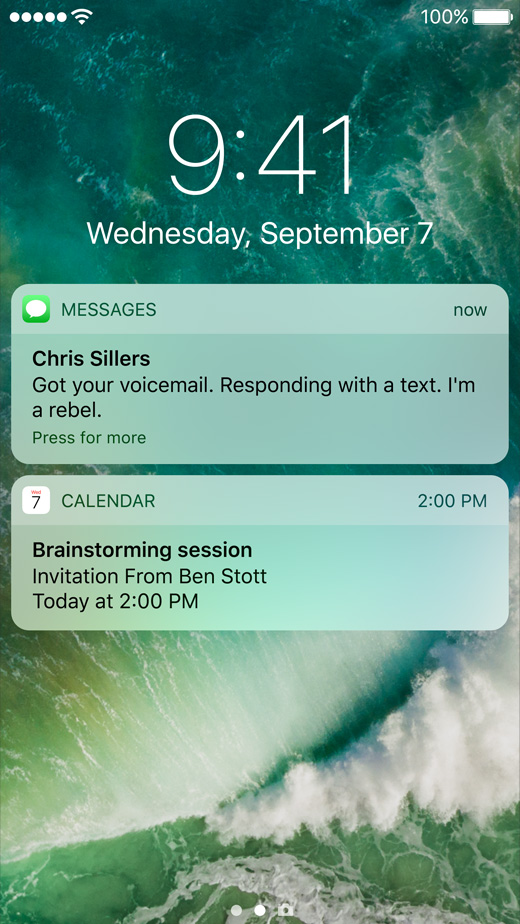 100%
9:41
Wednesday, September 7
MESSAGES now
Chris Sillers
Got your voicemail. Responding with a text. I'm
a rebel.
Press for more
Wed
7
CALENDAR 2:00 PM
Brainstorming session
Invitation From Ben Stott
Today at 2:00 PM